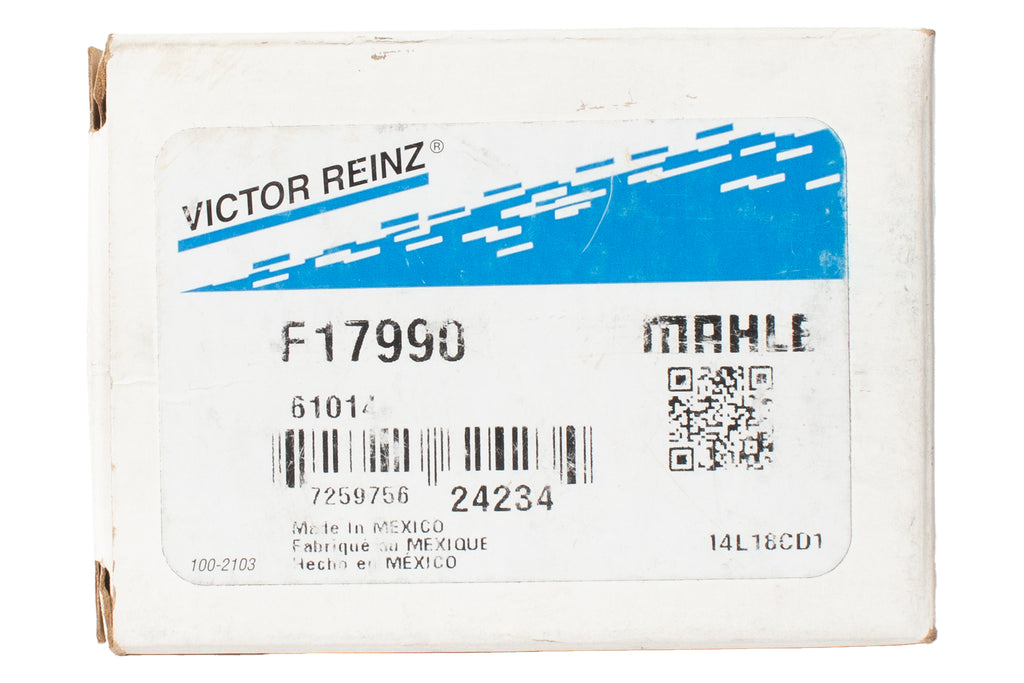 VICTOR REINZ®
F17990
MAHLE
61014
7259756 24234
Made In MEXICO
Fabriqué au MEXIQUE
Hecho en MÉXICO
14L18CD1
100-2103